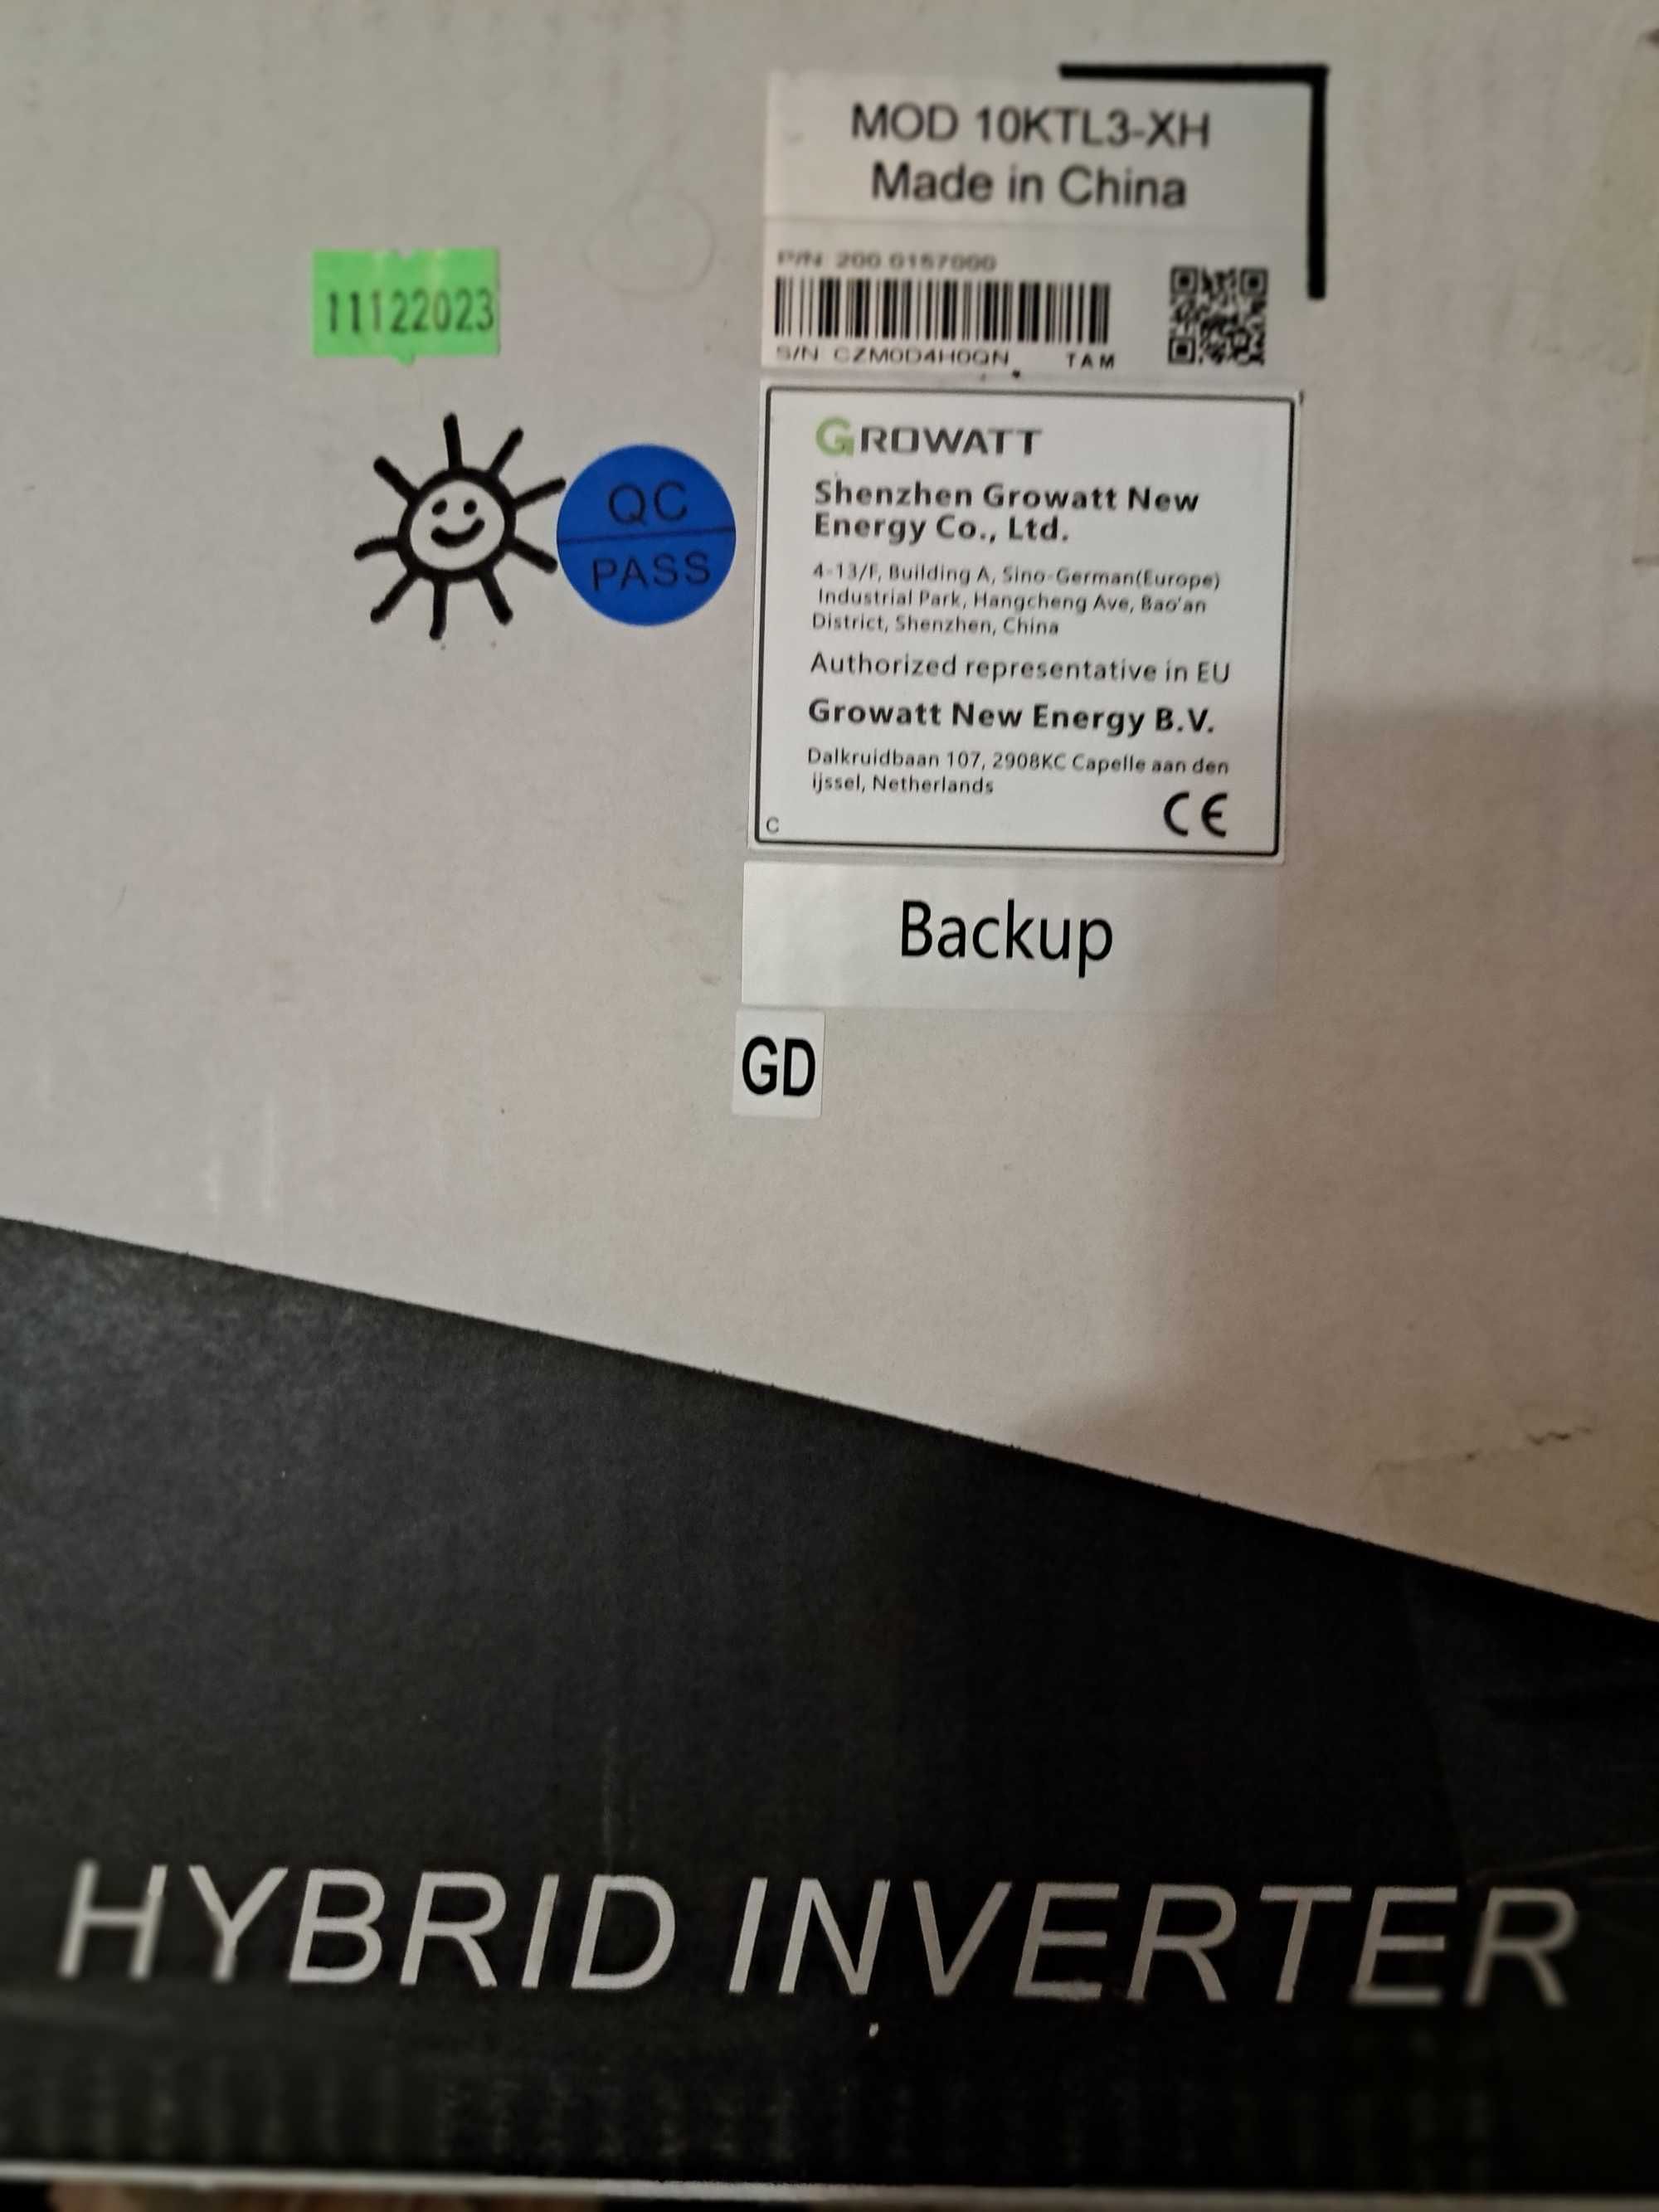 MOD 10KTL3-XH
Made in China
P/N 200.0157000
S/N CZM0D4H0QN TAM
11122023
QC
PASS
GROWATT
Shenzhen Growatt New
Energy Co., Ltd.
4-13/F, Building A, Sino-German(Europe)
Industrial Park, Hangcheng Ave, Bao'an
District, Shenzhen, China
Authorized representative in EU
Growatt New Energy B.V.
Dalkruidbaan 107, 2908KC Capelle aan den
ijssel, Netherlands
C
CE
Backup
GD
HYBRID INVERTER